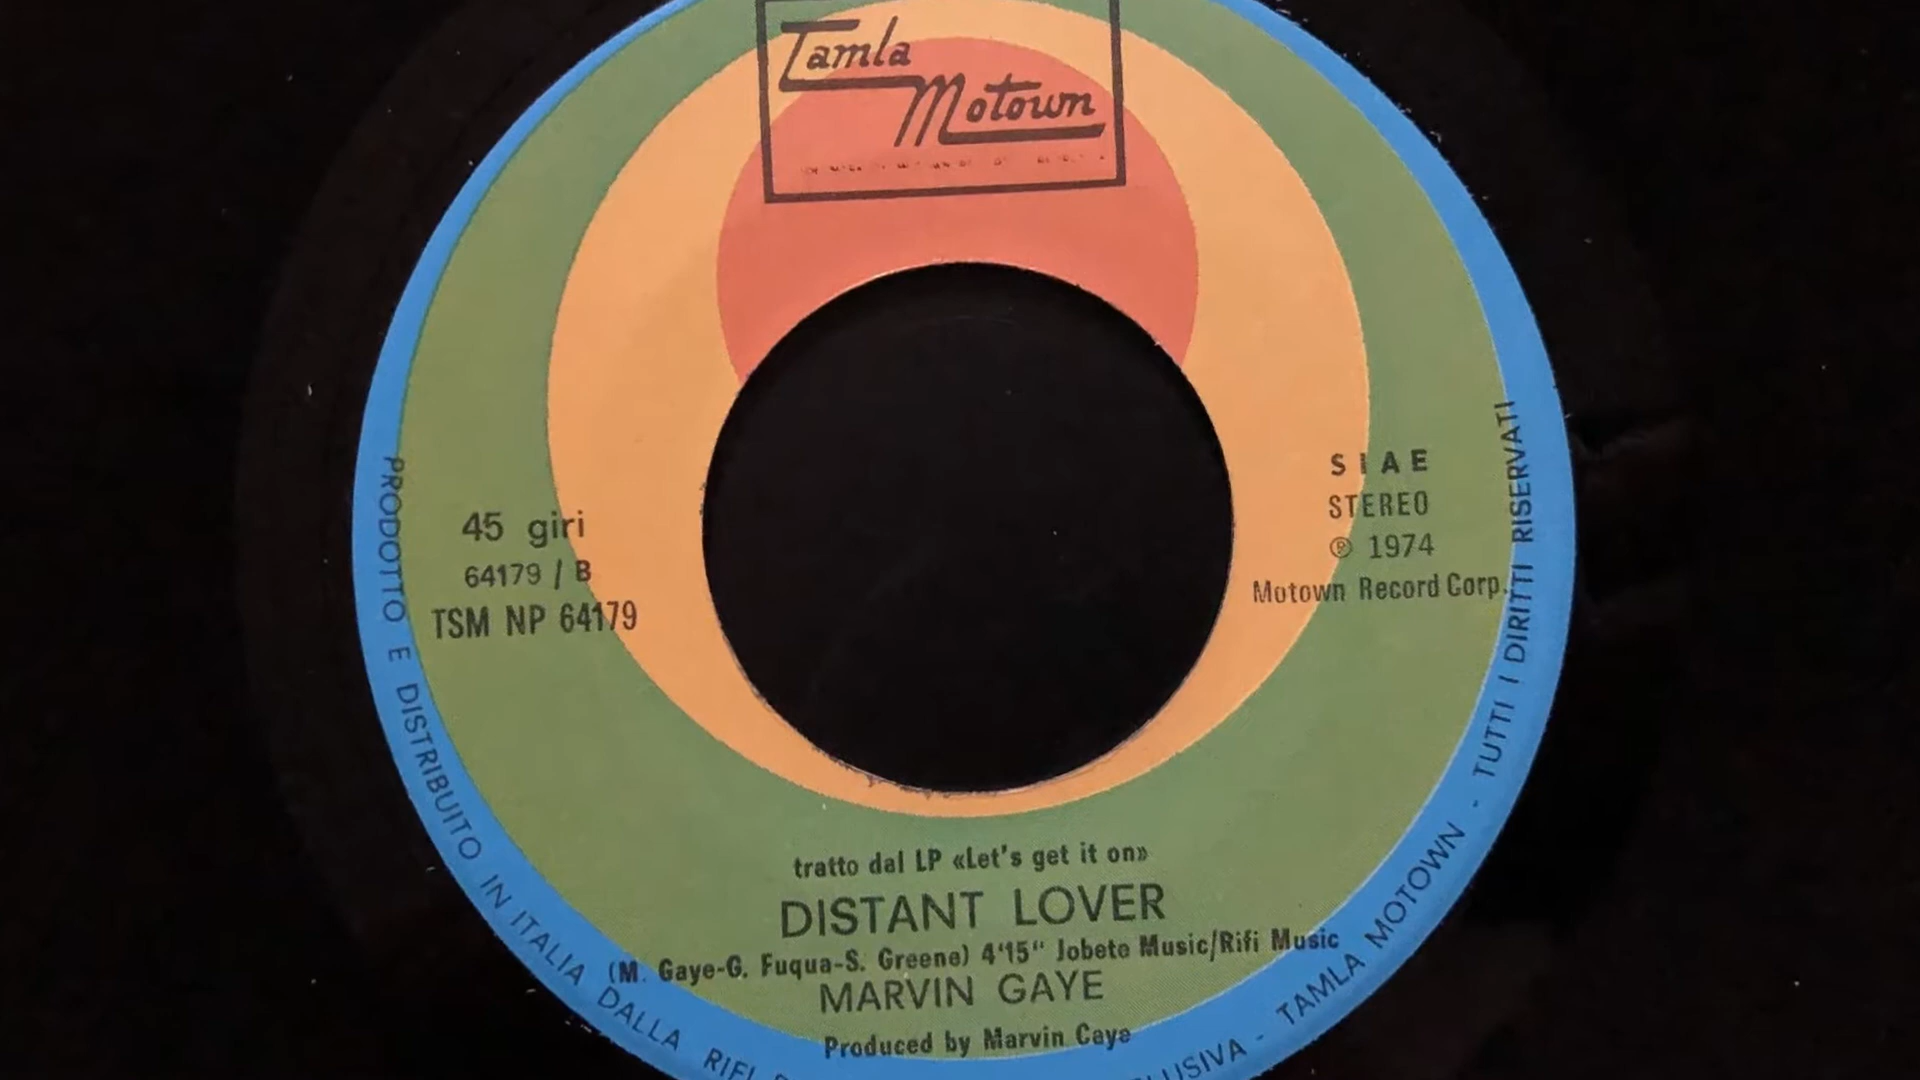 Tamla
Motown
45 giri
64179 / B
TSM NP 64179
S I A E
STEREO
℗ 1974
Motown Record Corp.
tratto dal LP «Let's get it on»
DISTANT LOVER
(M. Gaye-G. Fuqua-S. Greene) 4'15" Jobete Music/Rifi Music
MARVIN GAYE
Produced by Marvin Caye
PRODOTTO E DISTRIBUITO IN ITALIA DALLA RIFI
TAMLA MOTOWN - TUTTI I DIRITTI RISERVATI